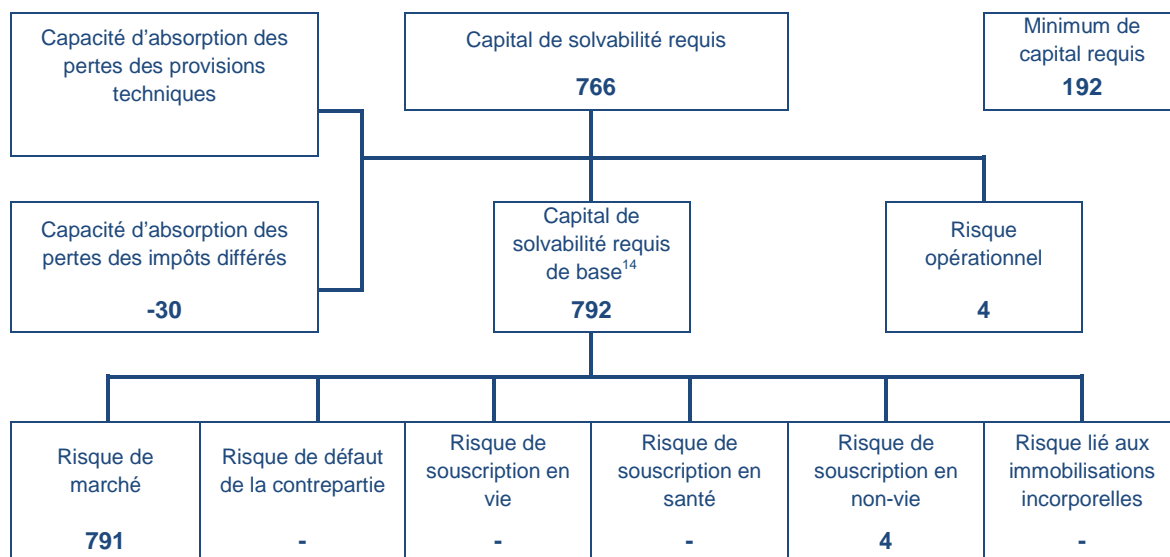 Capacité d'absorption des
pertes des provisions
techniques
Capital de solvabilité requis
766
Minimum de
capital requis
192
Capacité d'absorption des
pertes des impôts différés
-30
Capital de
solvabilité requis
de base14
792
Risque
opérationnel
4
Risque de
marché
791
Risque de défaut
de la contrepartie
-
Risque de
souscription en
vie
-
Risque de
souscription en
santé
-
Risque de
souscription en
non-vie
4
Risque lié aux
immobilisations
incorporelles
-